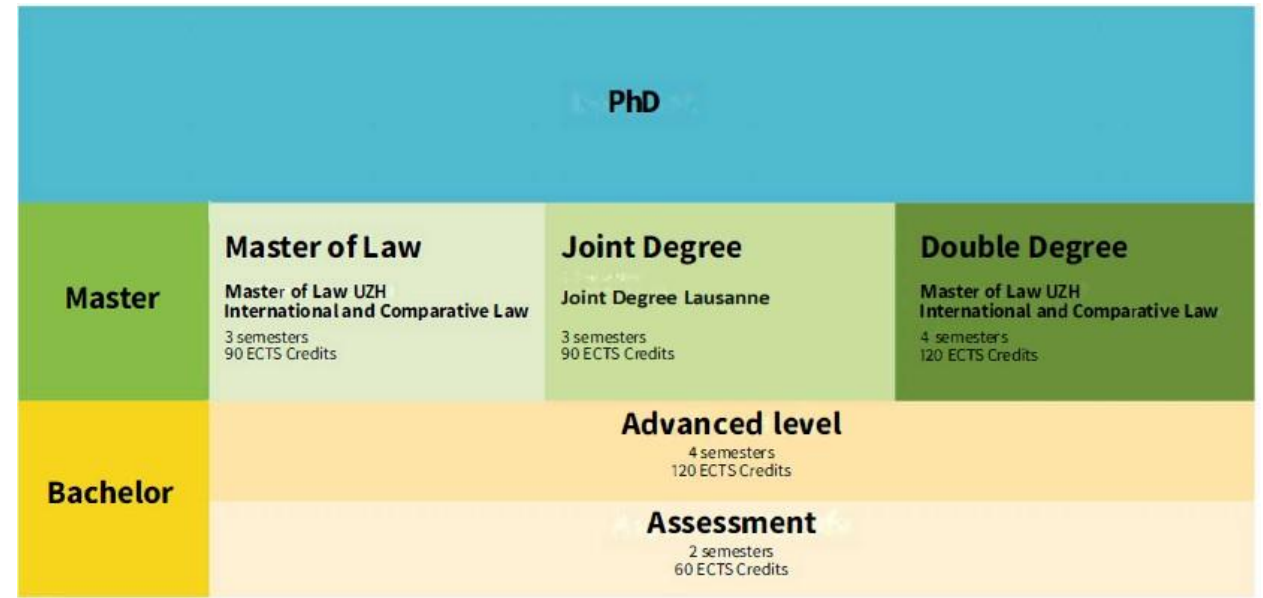 PhD
Master
Master of Law
Master of Law UZH
International and Comparative Law
3 semesters
90 ECTS Credits
Joint Degree
Joint Degree Lausanne
3 semesters
90 ECTS Credits
Double Degree
Master of Law UZH
International and Comparative Law
4 semesters
120 ECTS Credits
Bachelor
Advanced level
4 semesters
120 ECTS Credits
Assessment
2 semesters
60 ECTS Credits